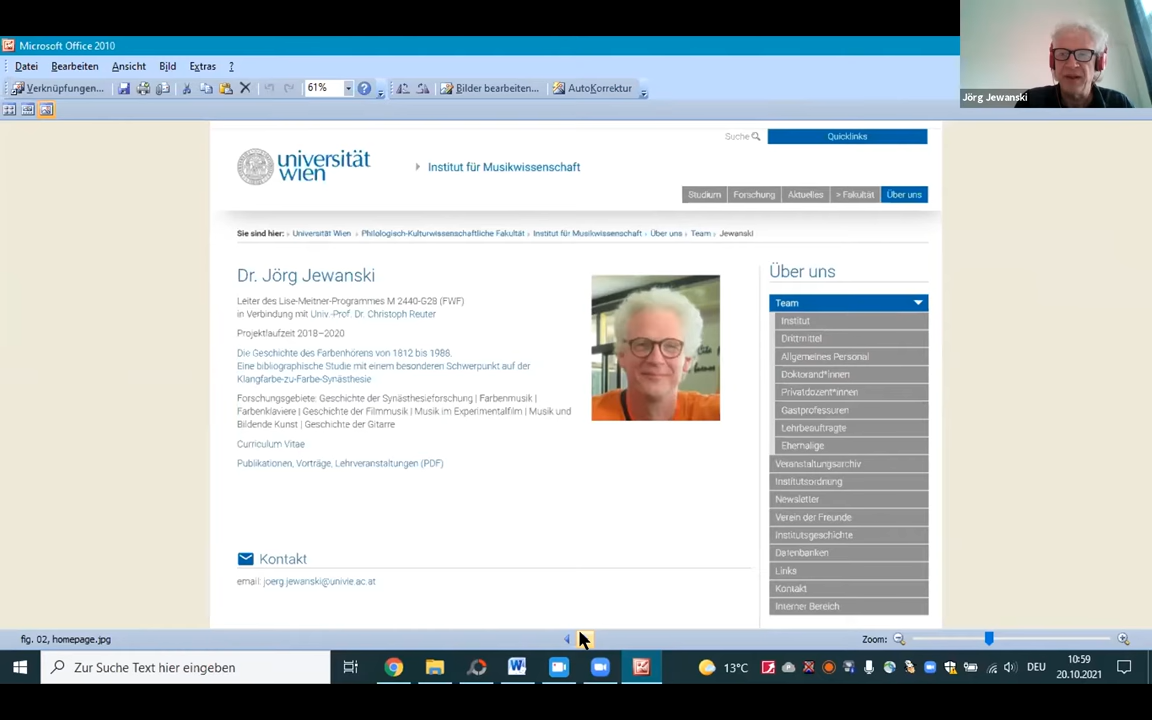 Microsoft Office 2010
Datei Bearbeiten Ansicht Bild Extras ?
Verknüpfungen... 61% Bilder bearbeiten... AutoKorrektur
Jörg Jewanski
Suche Quicklinks
universität
wien
Institut für Musikwissenschaft
Studium Forschung Aktuelles > Fakultät Über uns
Sie sind hier: › Universität Wien › Philologisch-Kulturwissenschaftliche Fakultät › Institut für Musikwissenschaft › Über uns › Team › Jewanski
Dr. Jörg Jewanski
Leiter des Lise-Meitner-Programmes M 2440-G28 (FWF)
in Verbindung mit Univ.-Prof. Dr. Christoph Reuter
Projektlaufzeit 2018–2020
Die Geschichte des Farbenhörens von 1812 bis 1988.
Eine bibliographische Studie mit einem besonderen Schwerpunkt auf der
Klangfarbe-zu-Farbe-Synästhesie
Forschungsgebiete: Geschichte der Synästhesieforschung | Farbenmusik |
Farbenklaviere | Geschichte der Filmmusik | Musik im Experimentalfilm | Musik und
Bildende Kunst | Geschichte der Gitarre
Curriculum Vitae
Publikationen, Vorträge, Lehrveranstaltungen (PDF)
Kontakt
email: joerg.jewanski@univie.ac.at
Über uns
Team
Institut
Drittmittel
Allgemeines Personal
Doktorand*innen
Privatdozent*innen
Gastprofessuren
Lehrbeauftragte
Ehemalige
Veranstaltungsarchiv
Institutsordnung
Newsletter
Verein der Freunde
Institutsgeschichte
Datenbanken
Links
Kontakt
Interner Bereich
fig. 02, homepage.jpg
Zoom:
Zur Suche Text hier eingeben
13°C
DEU
10:59
20.10.2021